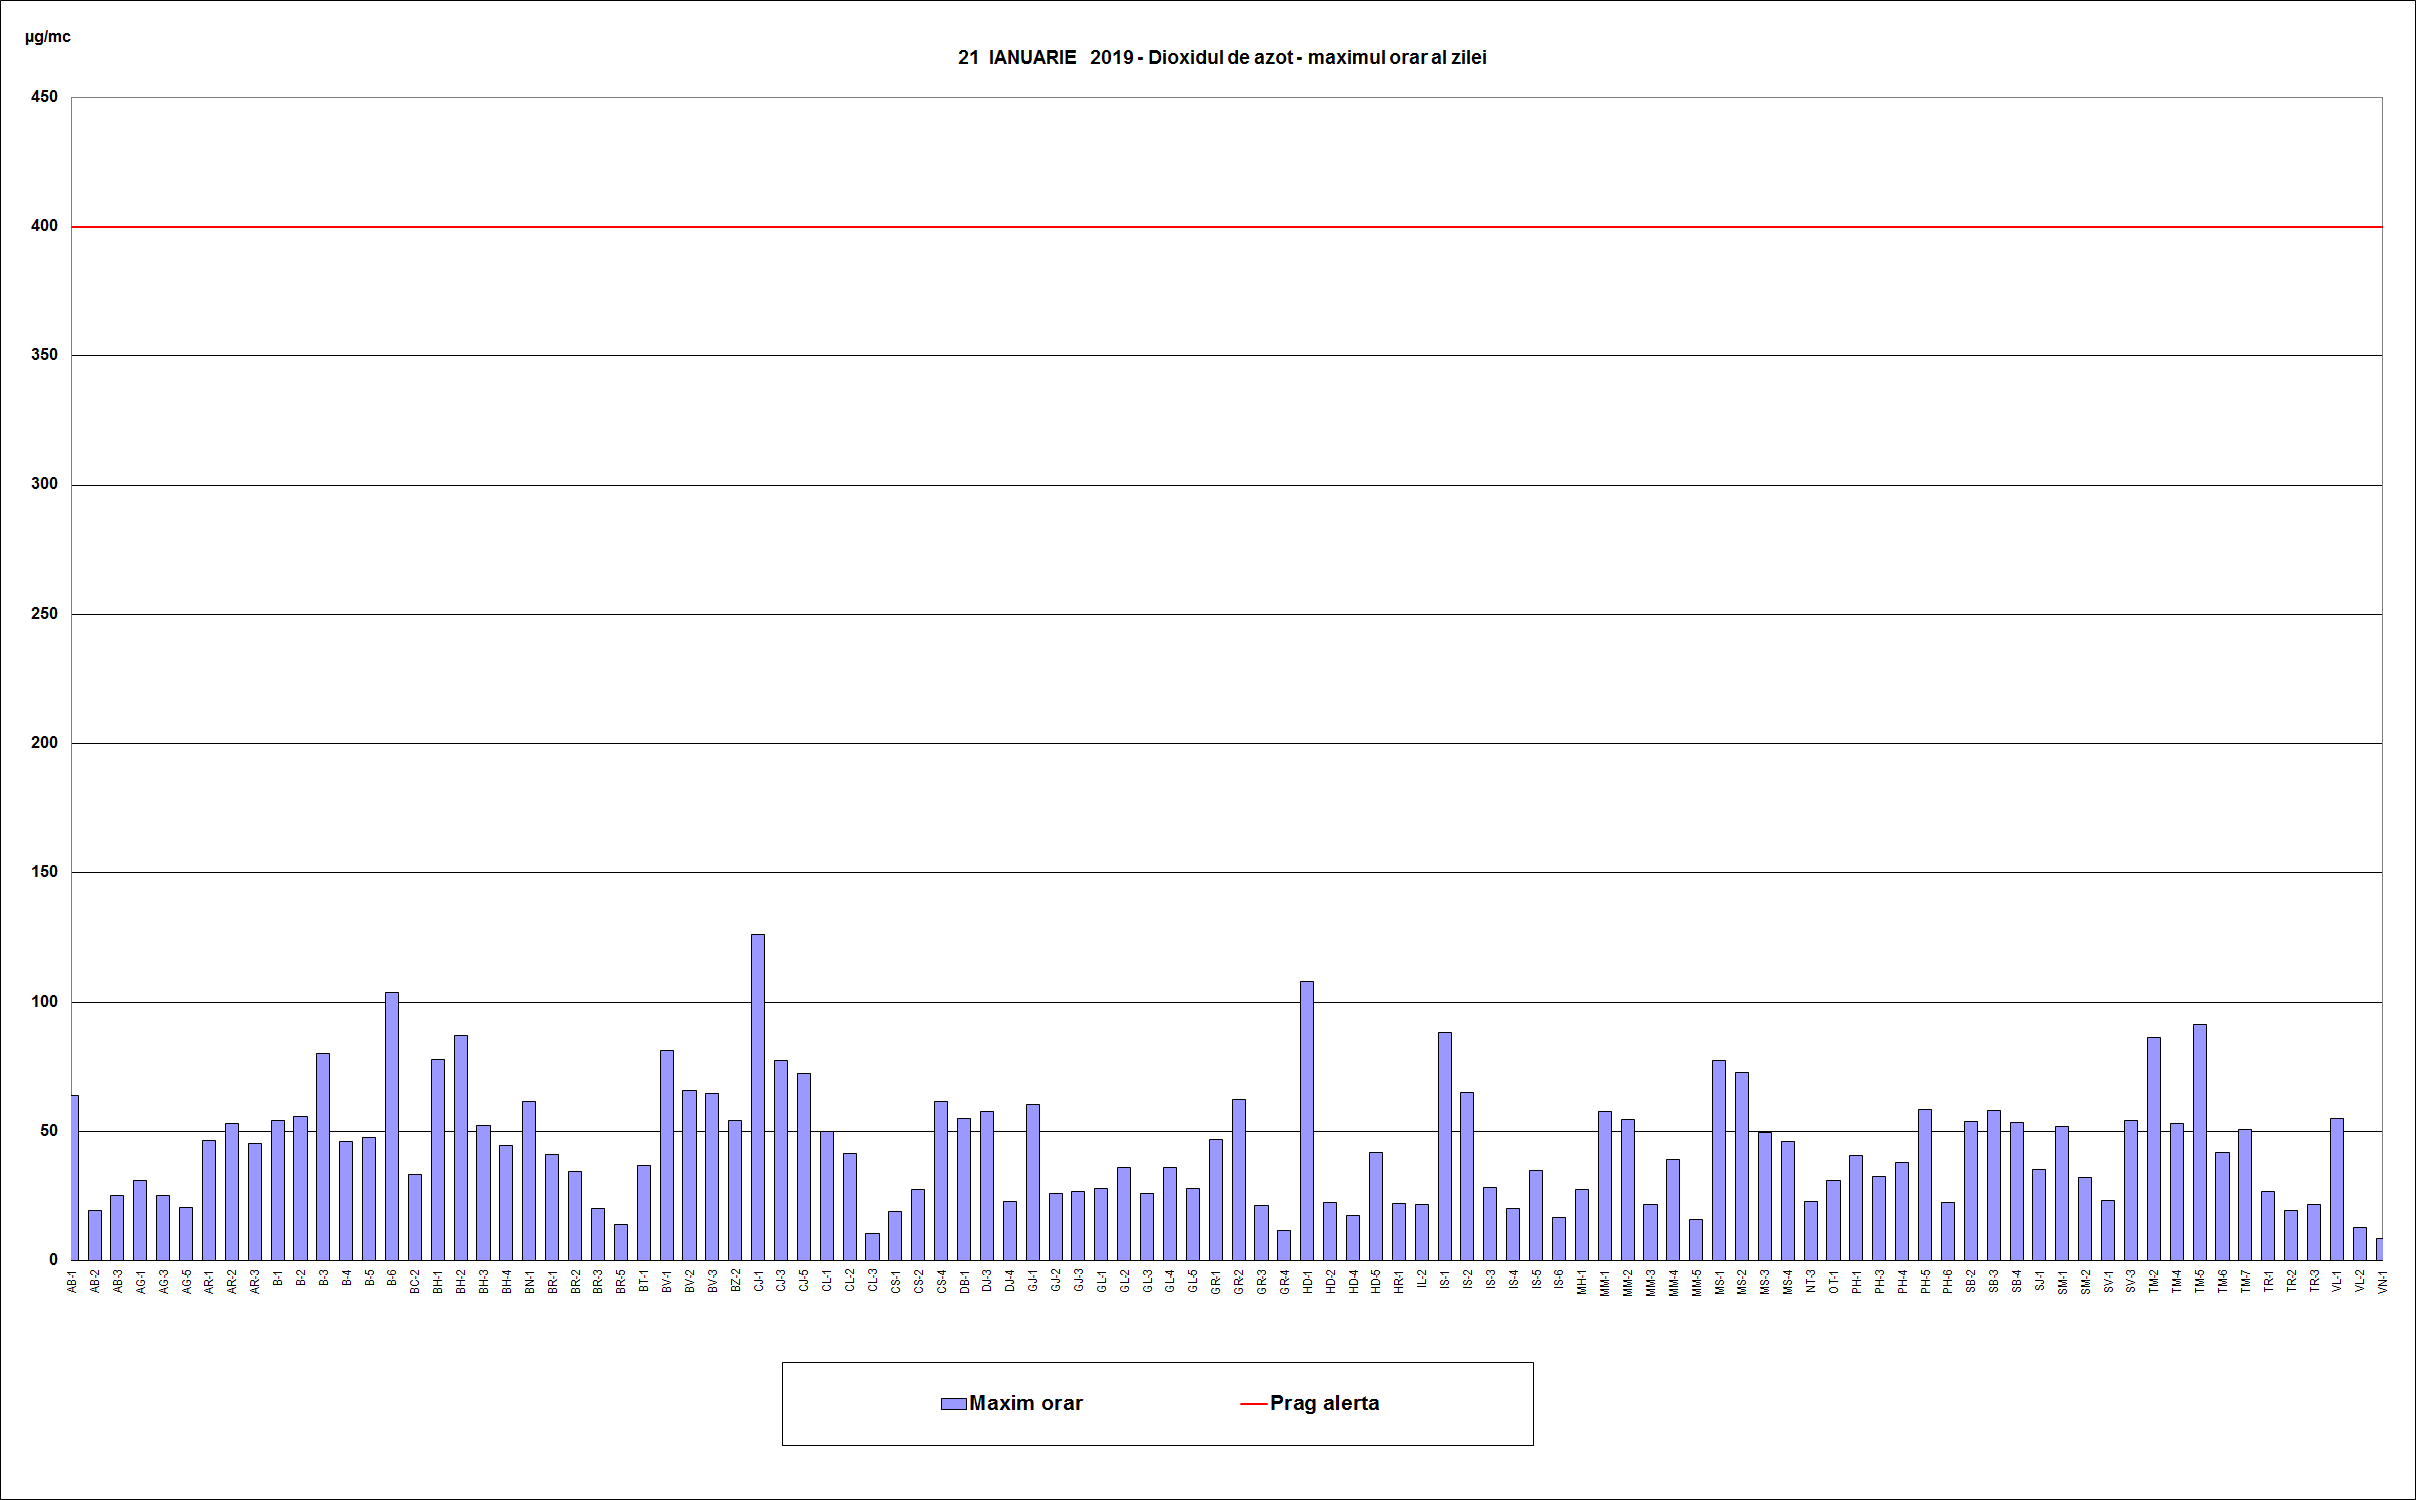 µg/mc
21 IANUARIE 2019 - Dioxidul de azot - maximul orar al zilei
450
400
350
300
250
200
150
100
50
0
AB-1 AB-2 AB-3 AG-1 AG-3 AG-5 AR-1 AR-2 AR-3 B-1 B-2 B-3 B-4 B-5 B-6 BC-2 BH-1 BH-2 BH-3 BH-4 BN-1 BR-1 BR-2 BR-3 BR-5 BT-1 BV-1 BV-2 BV-3 BZ-2 CJ-1 CJ-3 CJ-5 CL-1 CL-2 CL-3 CS-1 CS-2 CS-4 DB-1 DJ-3 DJ-4 GJ-1 GJ-2 GJ-3 GL-1 GL-2 GL-3 GL-4 GL-5 GR-1 GR-2 GR-3 GR-4 HD-1 HD-2 HD-4 HD-5 HR-1 IL-2 IS-1 IS-2 IS-3 IS-4 IS-5 IS-6 MH-1 MM-1 MM-2 MM-3 MM-4 MM-5 MS-1 MS-2 MS-3 MS-4 NT-3 OT-1 PH-1 PH-3 PH-4 PH-5 PH-6 SB-2 SB-3 SB-4 SJ-1 SM-1 SM-2 SV-1 SV-3 TM-2 TM-4 TM-5 TM-6 TM-7 TR-1 TR-2 TR-3 VL-1 VL-2 VN-1
Maxim orar Prag alerta